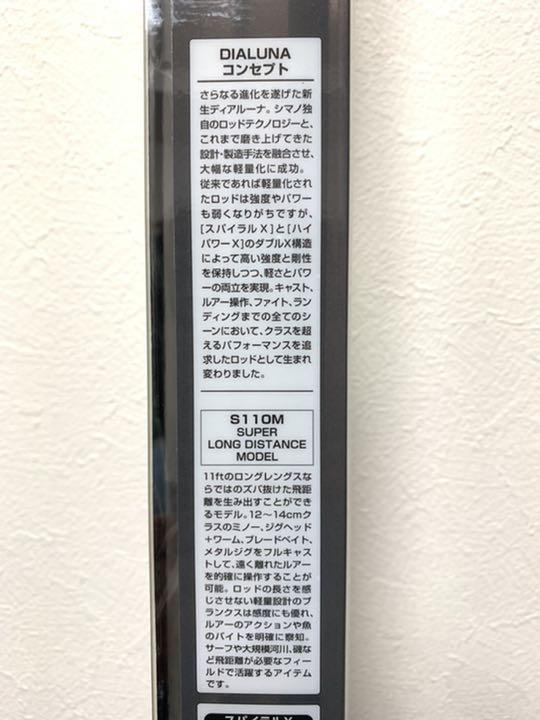 DIALUNA
コンセプト
さらなる進化を遂げた新
生ディアルーナ。シマノ独
自のロッドテクノロジーと、
これまで磨き上げてきた
設計・製造手法を融合させ、
大幅な軽量化に成功。
従来であれば軽量化され
たロッドは強度やパワー
も弱くなりがちですが、
[スパイラルX]と[ハイ
パワーX]のダブルX構造
によって高い強度と剛性
を保持しつつ、軽さとパワ
ーの両立を実現。キャスト、
ルアー操作、ファイト、ラン
ディングまでの全てのシ
ーンにおいて、クラスを超
えるパフォーマンスを追
求したロッドとして生まれ
変わりました。
S110M
SUPER
LONG DISTANCE
MODEL
11ftのロングレングスな
らではのズバ抜けた飛距
離を生み出すことができ
るモデル。12〜14cmク
ラスのミノー、ジグヘッド
+ワーム、ブレードベイト、
メタルジグをフルキャス
トして、遠く離れたルアー
を的確に操作することが
可能。ロッドの長さを感
じさせない軽量設計のブ
ランクスは感度にも優れ、
ルアーのアクションや魚
のバイトを明確に察知。
サーフや大規模河川、磯な
ど飛距離が必要なフィー
ルドで活躍するアイテム
です。
スパイラルX